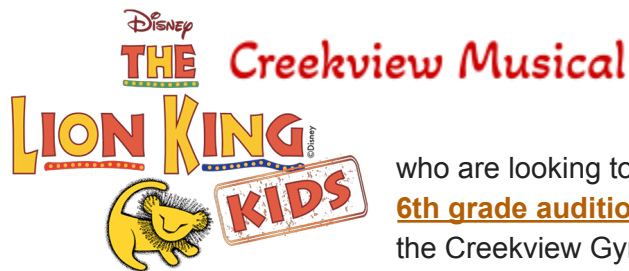 Disney
THE
Creekview Musical
LION KING
©Disney
KIDS
who are looking to
6th grade auditio
the Creekview Gy